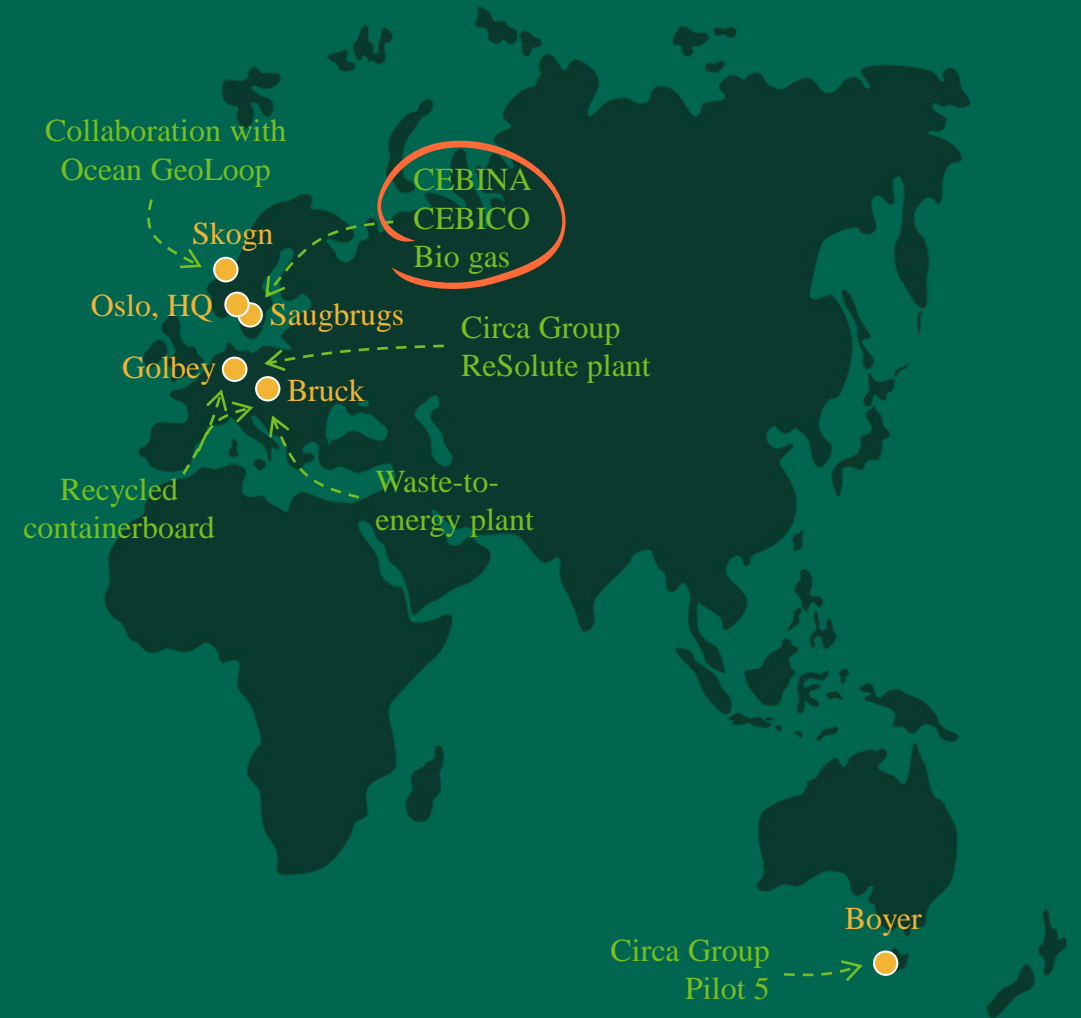 Collaboration with
Ocean GeoLoop
CEBINA
CEBICO
Bio gas
Skogn
Oslo, HQ
Saugbrugs
Circa Group
ReSolute plant
Golbey
Bruck
Recycled
containerboard
Waste-to-
energy plant
Boyer
Circa Group
Pilot 5